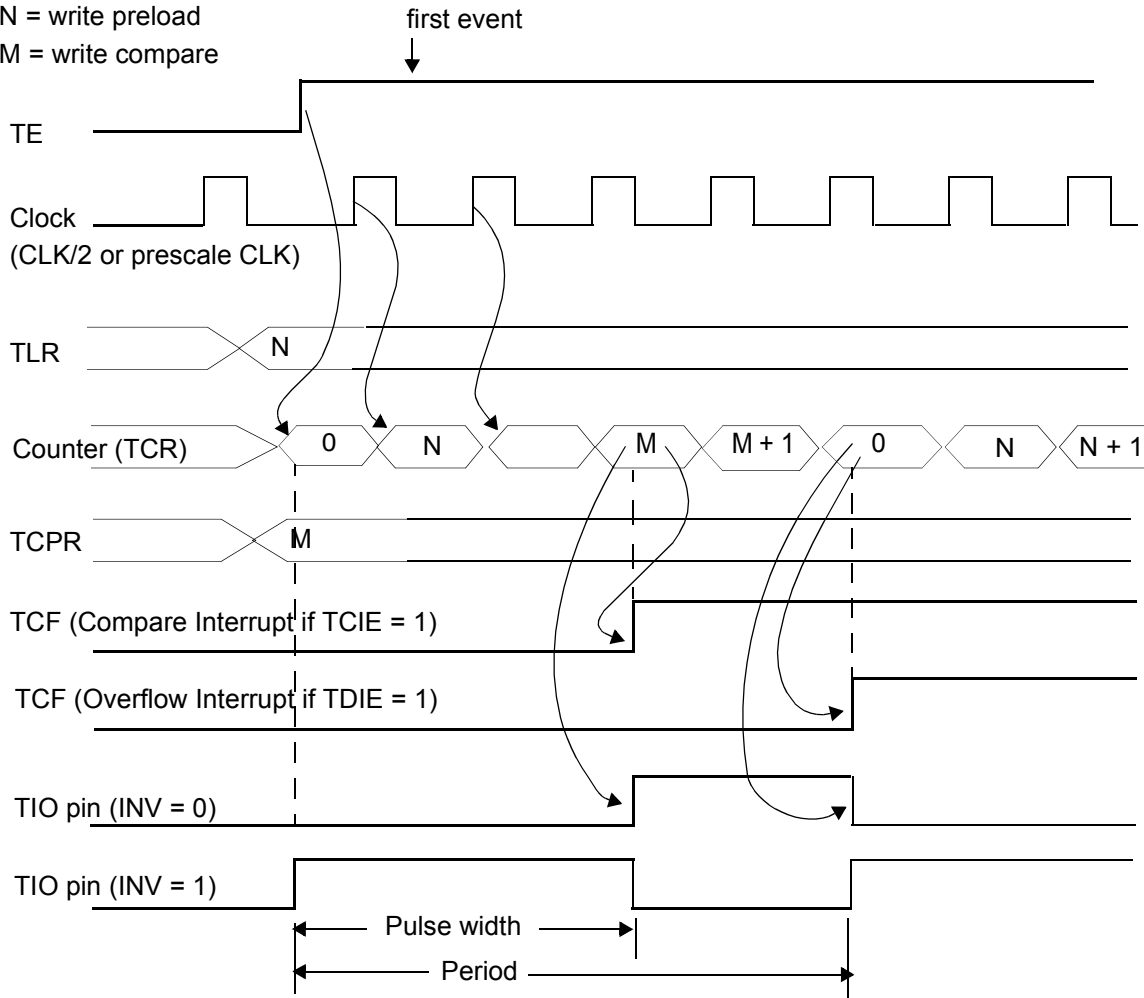 N = write preload
first event
M = write compare
TE
Clock
(CLK/2 or prescale CLK)
TLR
N
Counter (TCR)
0
N
M
M + 1
0
N
N + 1
TCPR
M
TCF (Compare Interrupt if TCIE = 1)
TCF (Overflow Interrupt if TDIE = 1)
TIO pin (INV = 0)
TIO pin (INV = 1)
Pulse width
Period